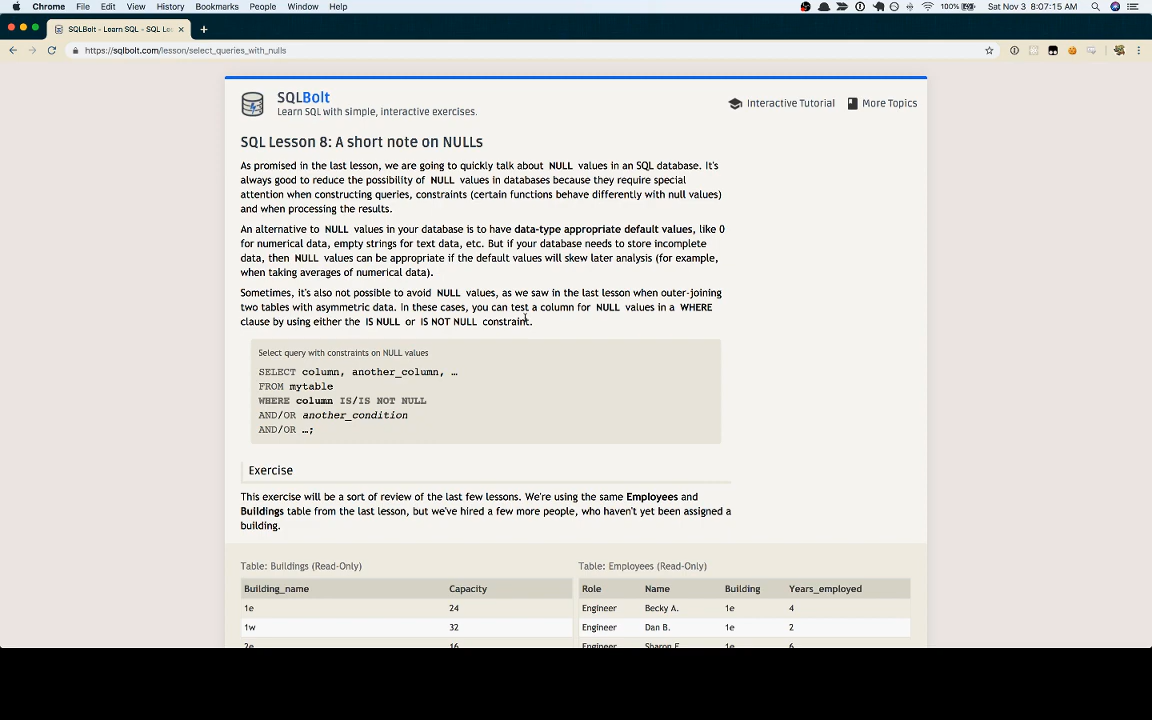 Chrome File Edit View History Bookmarks People Window Help 100% Sat Nov 3 8:07:15 AM
SQLBolt - Learn SQL - SQL Le
https://sqlbolt.com/lesson/select_queries_with_nulls
SQLBolt
Learn SQL with simple, interactive exercises.
Interactive Tutorial More Topics
SQL Lesson 8: A short note on NULLs
As promised in the last lesson, we are going to quickly talk about NULL values in an SQL database. It's
always good to reduce the possibility of NULL values in databases because they require special
attention when constructing queries, constraints (certain functions behave differently with null values)
and when processing the results.
An alternative to NULL values in your database is to have data-type appropriate default values, like 0
for numerical data, empty strings for text data, etc. But if your database needs to store incomplete
data, then NULL values can be appropriate if the default values will skew later analysis (for example,
when taking averages of numerical data).
Sometimes, it's also not possible to avoid NULL values, as we saw in the last lesson when outer-joining
two tables with asymmetric data. In these cases, you can test a column for NULL values in a WHERE
clause by using either the IS NULL or IS NOT NULL constraint.
Select query with constraints on NULL values
SELECT column, another_column, …
FROM mytable
WHERE column IS/IS NOT NULL
AND/OR another_condition
AND/OR …;
Exercise
This exercise will be a sort of review of the last few lessons. We're using the same Employees and
Buildings table from the last lesson, but we've hired a few more people, who haven't yet been assigned a
building.
Table: Buildings (Read-Only) Table: Employees (Read-Only)
Building_name Capacity Role Name Building Years_employed
1e 24 Engineer Becky A. 1e 4
1w 32 Engineer Dan B. 1e 2
2e 16 Engineer Sharon F. 1e 6